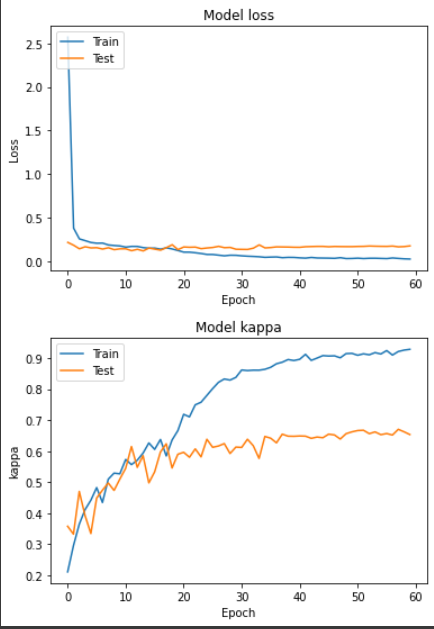 Model loss
2.5
2.0
1.5
1.0
0.5
0.0
Loss
Train
Test
0 10 20 30 40 50 60
Epoch
Model kappa
0.9
0.8
0.7
0.6
0.5
0.4
0.3
0.2
kappa
Train
Test
0 10 20 30 40 50 60
Epoch